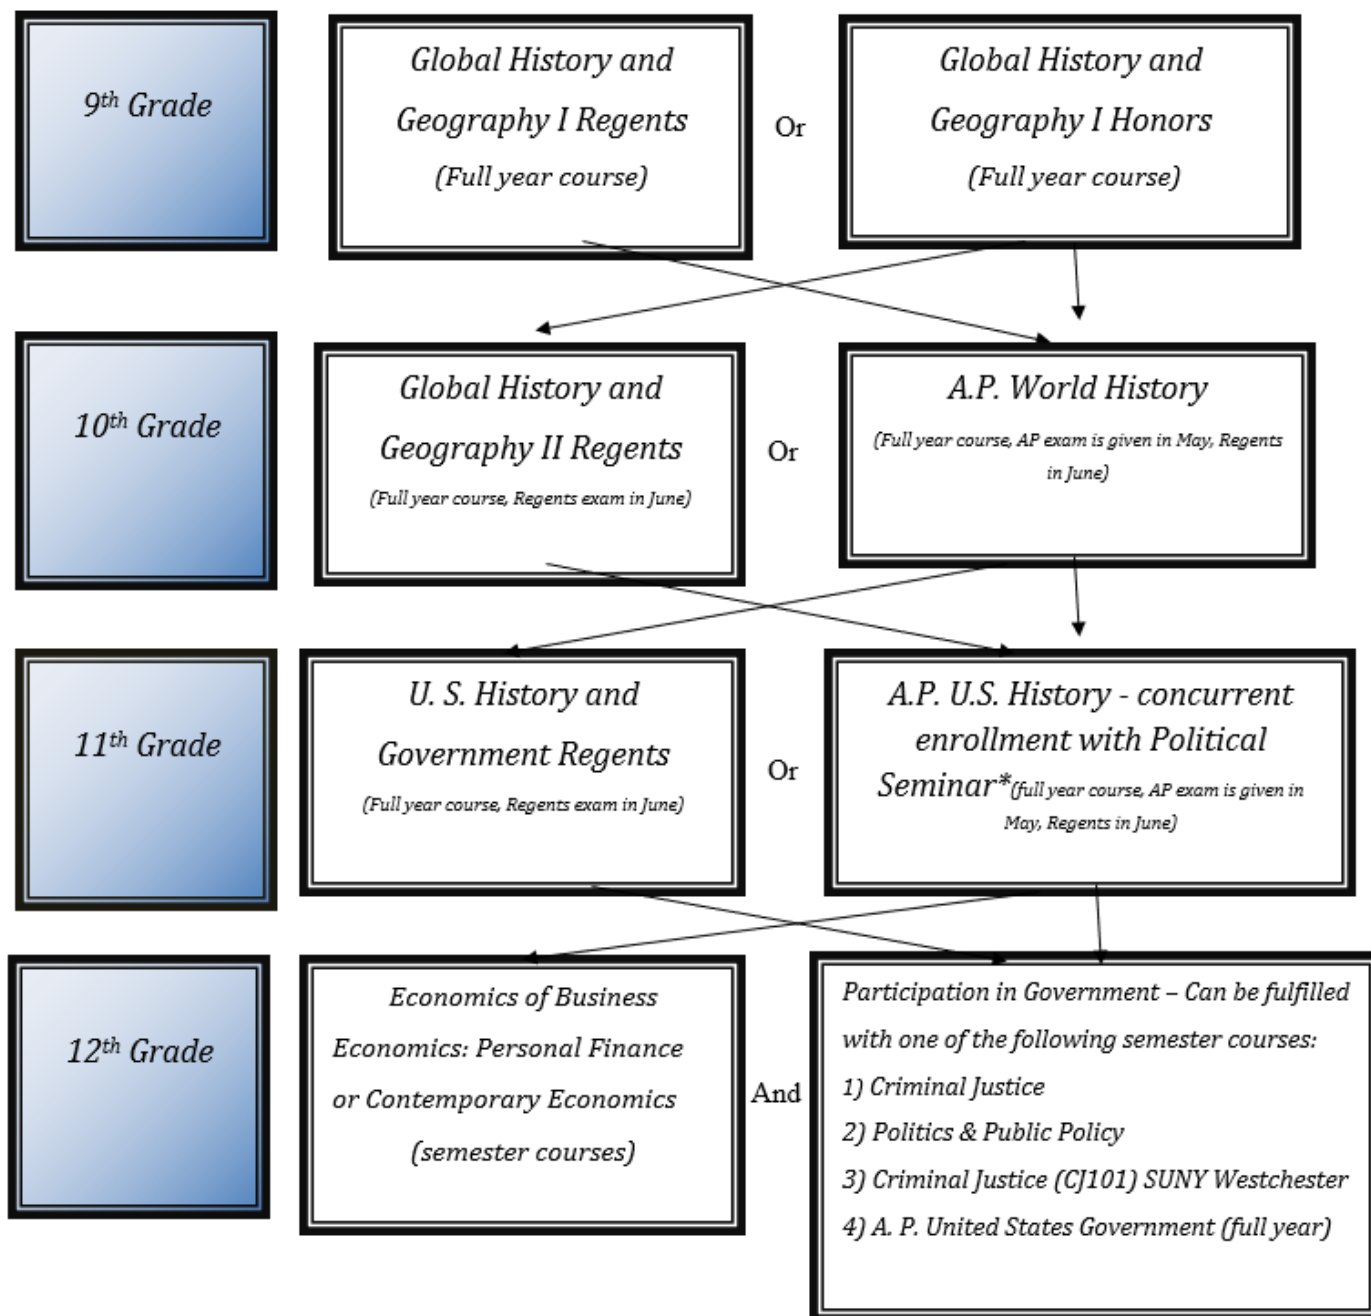 9th Grade
Global History and
Geography I Regents
(Full year course)
Or
Global History and
Geography I Honors
(Full year course)
10th Grade
Global History and
Geography II Regents
(Full year course, Regents exam in June)
Or
A.P. World History
(Full year course, AP exam is given in May, Regents
in June)
11th Grade
U. S. History and
Government Regents
(Full year course, Regents exam in June)
Or
A.P. U.S. History - concurrent
enrollment with Political
Seminar*(full year course, AP exam is given in
May, Regents in June)
12th Grade
Economics of Business
Economics: Personal Finance
or Contemporary Economics
(semester courses)
And
Participation in Government – Can be fulfilled
with one of the following semester courses:
1) Criminal Justice
2) Politics & Public Policy
3) Criminal Justice (CJ101) SUNY Westchester
4) A. P. United States Government (full year)